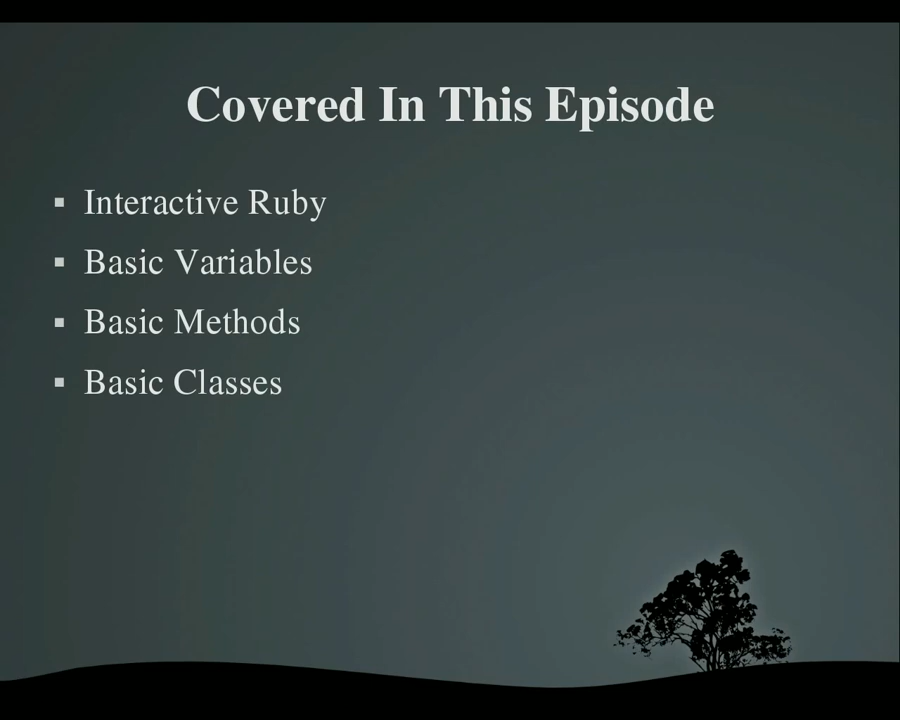 Covered In This Episode
Interactive Ruby
Basic Variables
Basic Methods
Basic Classes